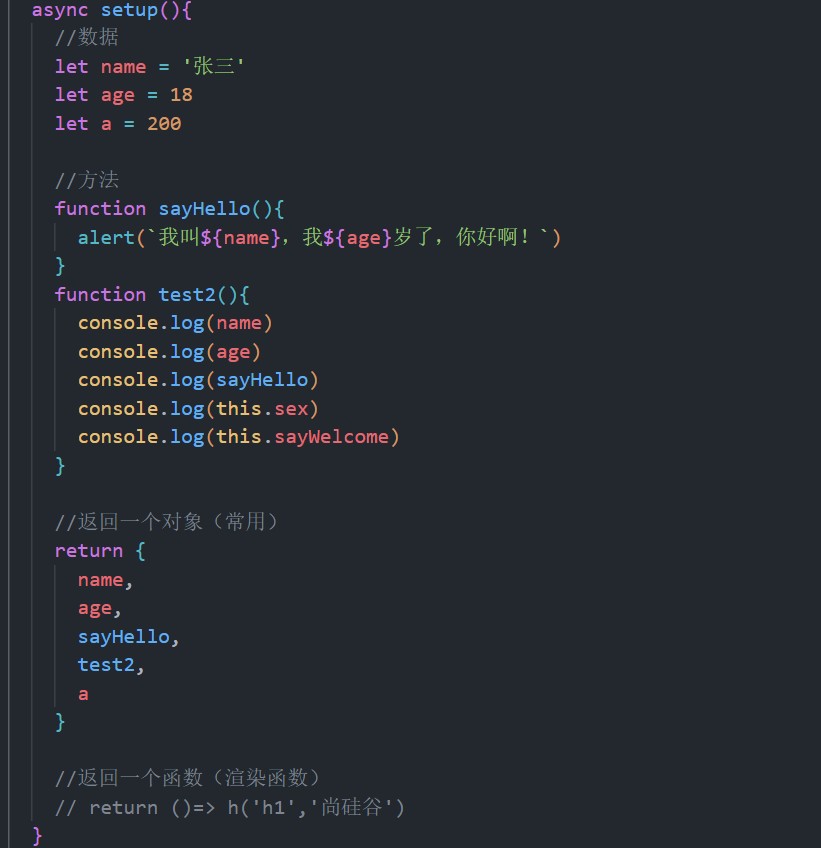 async setup(){
//数据
let name = '张三'
let age = 18
let a = 200
//方法
function sayHello(){
alert(`我叫${name}，我${age}岁了，你好啊！`)
}
function test2(){
console.log(name)
console.log(age)
console.log(sayHello)
console.log(this.sex)
console.log(this.sayWelcome)
}
//返回一个对象（常用）
return {
name,
age,
sayHello,
test2,
a
}
//返回一个函数（渲染函数）
// return ()=> h('h1','尚硅谷')
}